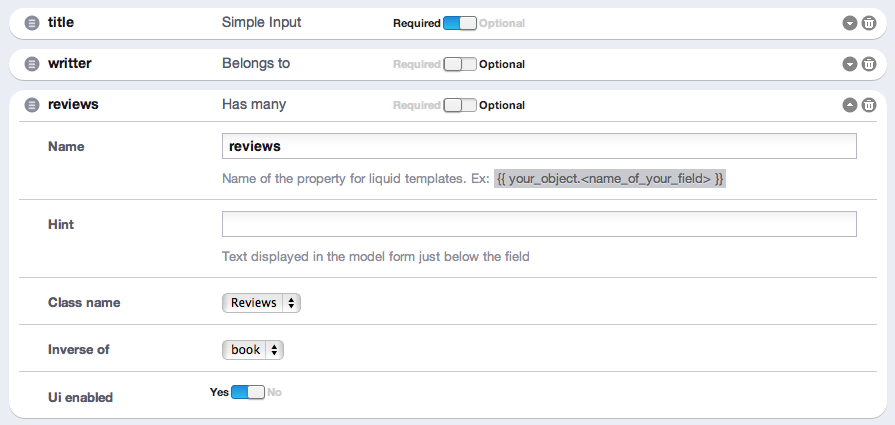 title Simple Input Required Optional
writter Belongs to Required Optional
reviews Has many Required Optional
Name reviews
Name of the property for liquid templates. Ex: {{ your_object.<name_of_your_field> }}
Hint
Text displayed in the model form just below the field
Class name Reviews
Inverse of book
Ui enabled Yes No